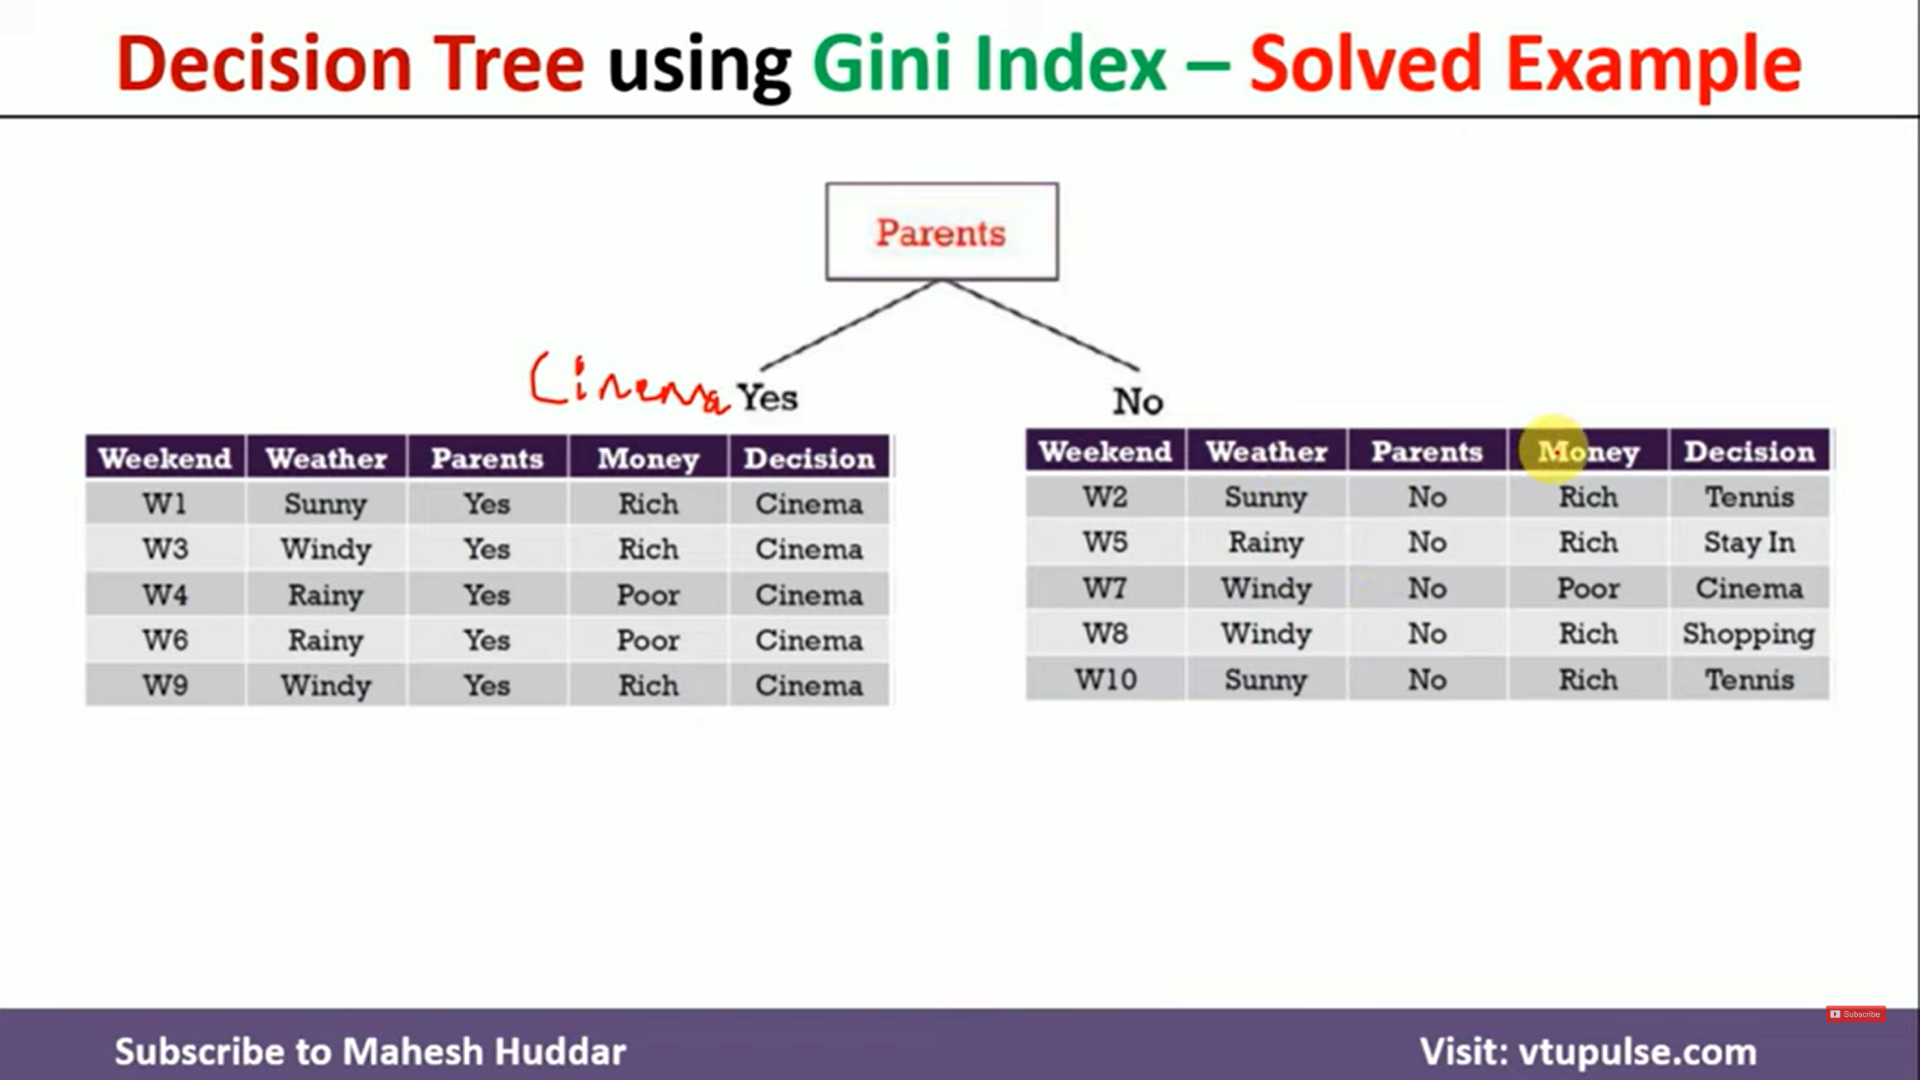 Decision Tree using Gini Index – Solved Example
Parents
Cinema Yes
No
Weekend Weather Parents Money Decision
W1 Sunny Yes Rich Cinema
W3 Windy Yes Rich Cinema
W4 Rainy Yes Poor Cinema
W6 Rainy Yes Poor Cinema
W9 Windy Yes Rich Cinema
Weekend Weather Parents Money Decision
W2 Sunny No Rich Tennis
W5 Rainy No Rich Stay In
W7 Windy No Poor Cinema
W8 Windy No Rich Shopping
W10 Sunny No Rich Tennis
Subscribe
Subscribe to Mahesh Huddar
Visit: vtupulse.com